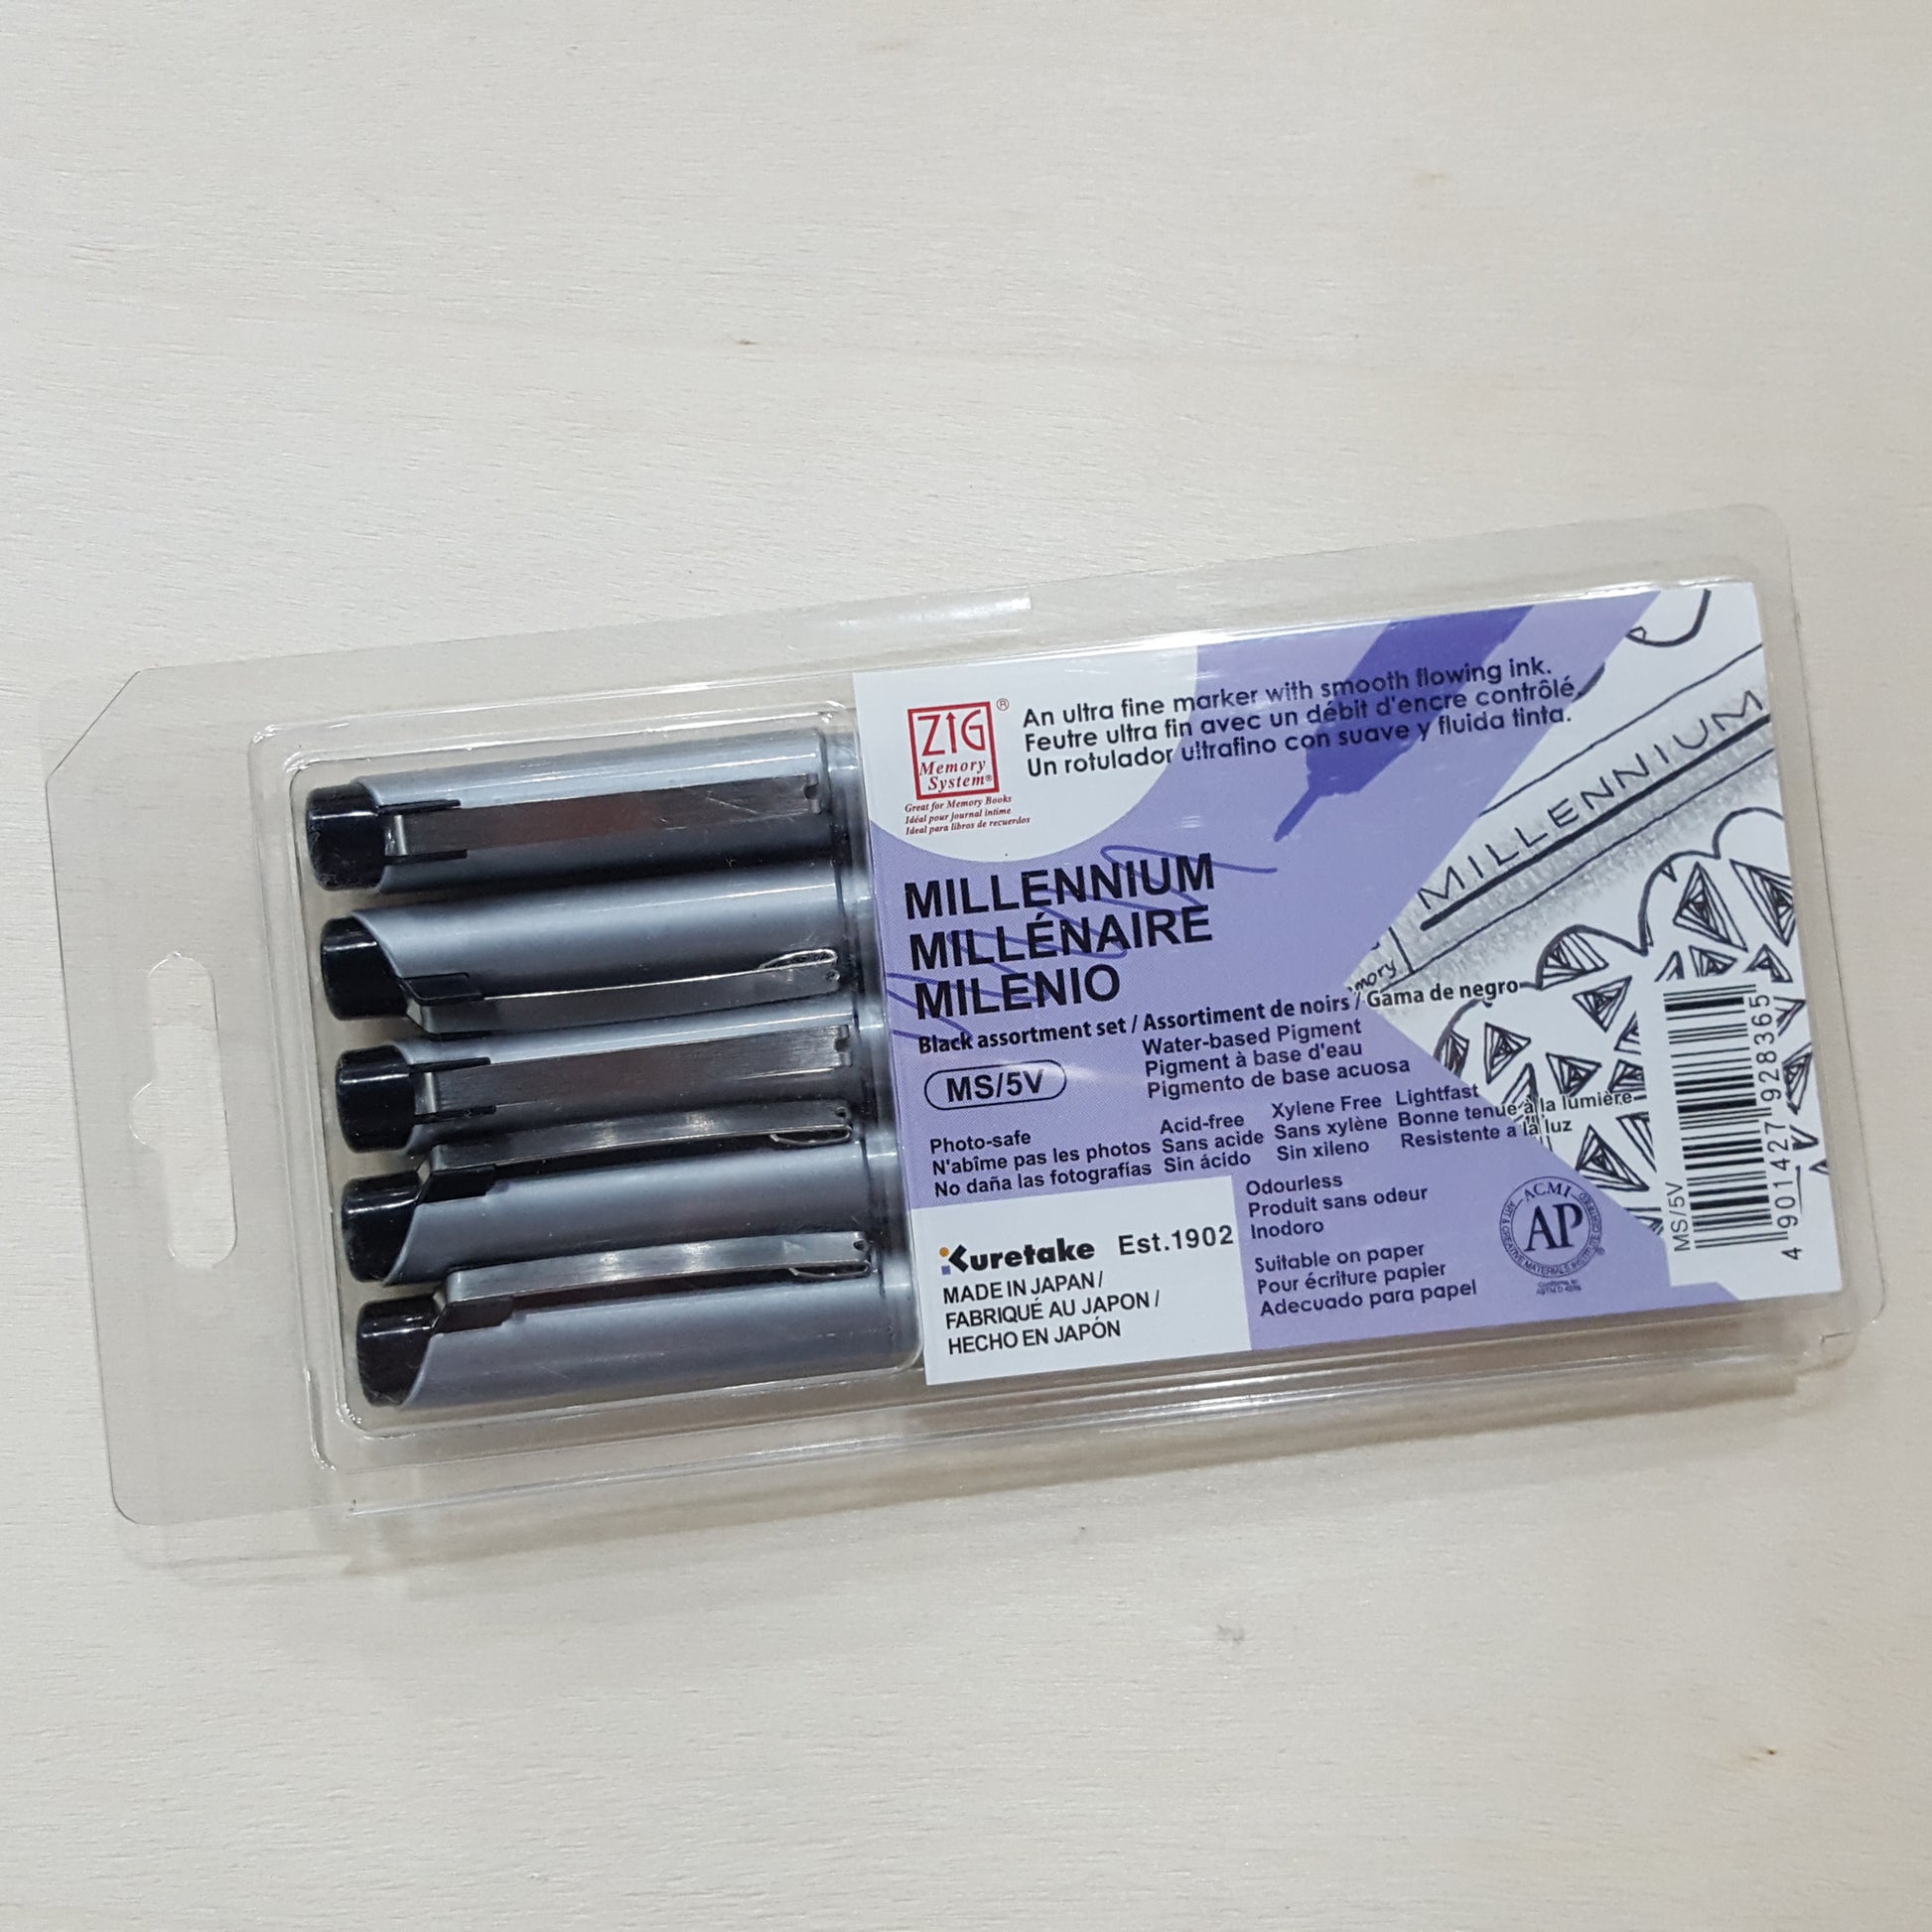 ZIG®
Memory
System®
Great for Memory Books
Idéal pour journal intime
Ideal para libros de recuerdos
An ultra fine marker with smooth flowing ink.
Feutre ultra fin avec un débit d'encre contrôlé.
Un rotulador ultrafino con suave y fluida tinta.
MILLENNIUM
MILLENNIUM
MILLÉNAIRE
MILENIO
Black assortment set / Assortiment de noirs / Gama de negro
MS/5V
Water-based Pigment
Pigment à base d'eau
Pigmento de base acuosa
Photo-safe
N'abîme pas les photos
No daña las fotografías
Acid-free
Sans acide
Sin ácido
Xylene Free
Sans xylène
Sin xileno
Lightfast
Bonne tenue à la lumière
Resistente a la luz
Odourless
Produit sans odeur
Inodoro
Suitable on paper
Pour écriture papier
Adecuado para papel
Kuretake Est.1902
MADE IN JAPAN /
FABRIQUÉ AU JAPON /
HECHO EN JAPÓN
ACMI
AP
ART & CREATIVE MATERIALS INSTITUTE CERTIFIED
MS/5V
4 901427 928365